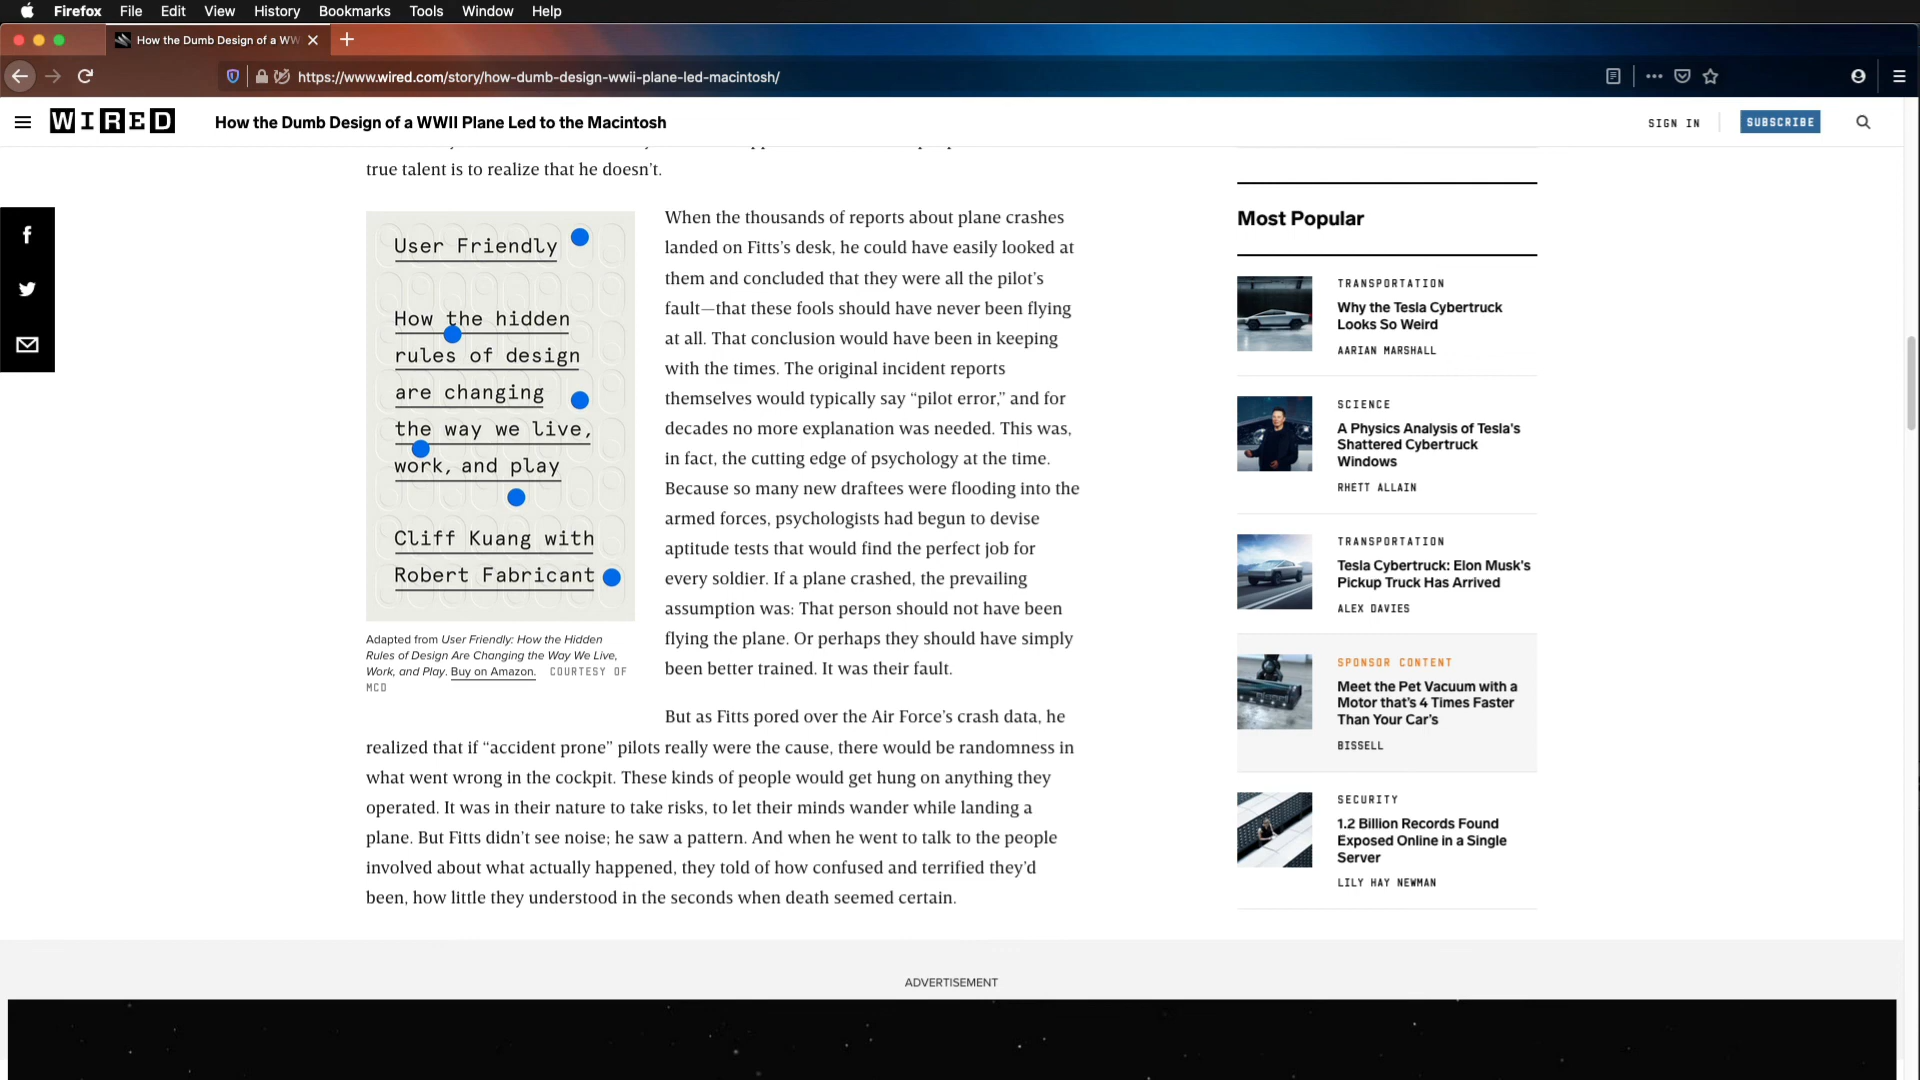 Firefox File Edit View History Bookmarks Tools Window Help
How the Dumb Design of a WW
https://www.wired.com/story/how-dumb-design-wwii-plane-led-macintosh/
WIRED
How the Dumb Design of a WWII Plane Led to the Macintosh
SIGN IN
SUBSCRIBE
true talent is to realize that he doesn't.
User Friendly
How the hidden
rules of design
are changing
the way we live,
work, and play
Cliff Kuang with
Robert Fabricant
Adapted from User Friendly: How the Hidden
Rules of Design Are Changing the Way We Live,
Work, and Play. Buy on Amazon. COURTESY OF
MCD
When the thousands of reports about plane crashes
landed on Fitts's desk, he could have easily looked at
them and concluded that they were all the pilot's
fault—that these fools should have never been flying
at all. That conclusion would have been in keeping
with the times. The original incident reports
themselves would typically say “pilot error,” and for
decades no more explanation was needed. This was,
in fact, the cutting edge of psychology at the time.
Because so many new draftees were flooding into the
armed forces, psychologists had begun to devise
aptitude tests that would find the perfect job for
every soldier. If a plane crashed, the prevailing
assumption was: That person should not have been
flying the plane. Or perhaps they should have simply
been better trained. It was their fault.
But as Fitts pored over the Air Force's crash data, he
realized that if “accident prone” pilots really were the cause, there would be randomness in
what went wrong in the cockpit. These kinds of people would get hung on anything they
operated. It was in their nature to take risks, to let their minds wander while landing a
plane. But Fitts didn't see noise; he saw a pattern. And when he went to talk to the people
involved about what actually happened, they told of how confused and terrified they'd
been, how little they understood in the seconds when death seemed certain.
Most Popular
TRANSPORTATION
Why the Tesla Cybertruck
Looks So Weird
AARIAN MARSHALL
SCIENCE
A Physics Analysis of Tesla's
Shattered Cybertruck
Windows
RHETT ALLAIN
TRANSPORTATION
Tesla Cybertruck: Elon Musk's
Pickup Truck Has Arrived
ALEX DAVIES
SPONSOR CONTENT
Meet the Pet Vacuum with a
Motor that's 4 Times Faster
Than Your Car's
BISSELL
SECURITY
1.2 Billion Records Found
Exposed Online in a Single
Server
LILY HAY NEWMAN
ADVERTISEMENT